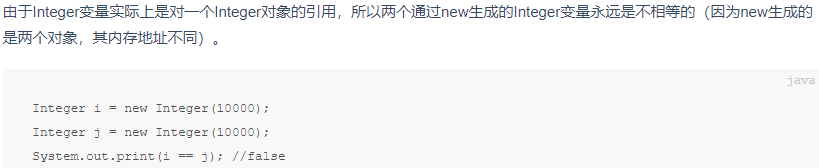 由于Integer变量实际上是对一个Integer对象的引用，所以两个通过new生成的Integer变量永远是不相等的（因为new生成的
是两个对象，其内存地址不同）。
java
Integer i = new Integer(10000);
Integer j = new Integer(10000);
System.out.print(i == j); //false